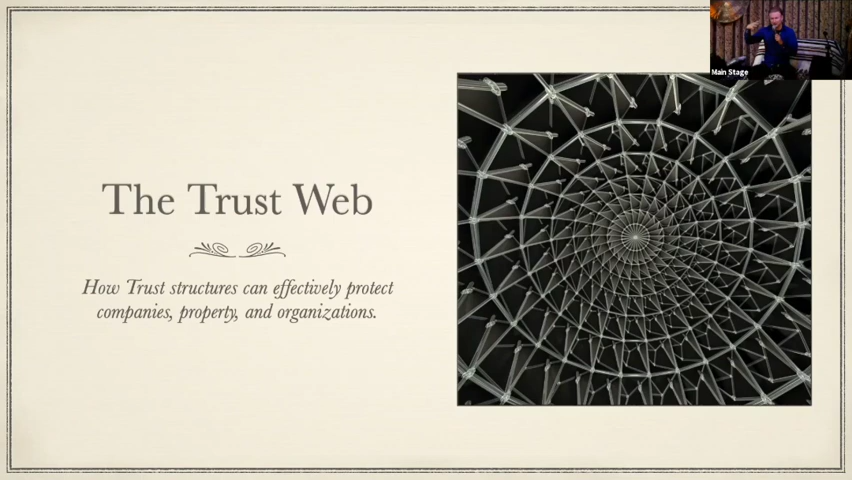 Main Stage
The Trust Web
How Trust structures can effectively protect
companies, property, and organizations.